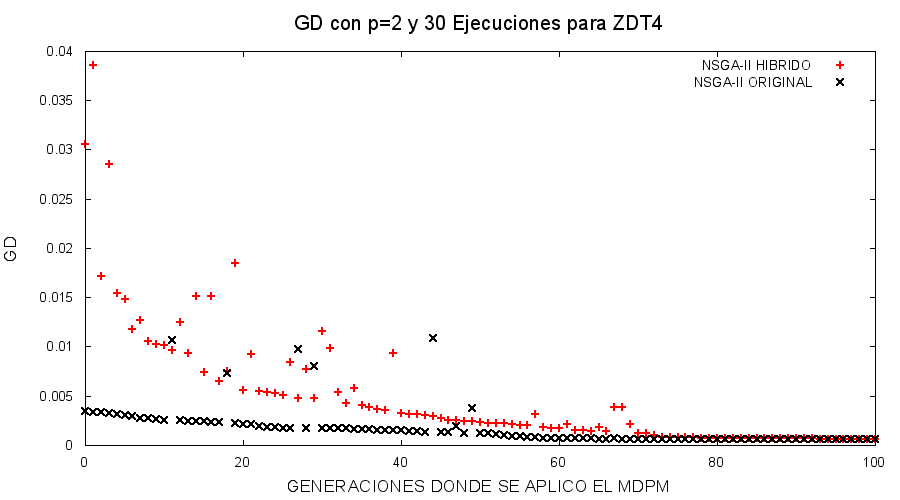 GD con p=2 y 30 Ejecuciones para ZDT4
NSGA-II HIBRIDO
NSGA-II ORIGINAL
0.04
0.035
0.03
0.025
0.02
0.015
0.01
0.005
0
GD
0 20 40 60 80 100
GENERACIONES DONDE SE APLICO EL MDPM